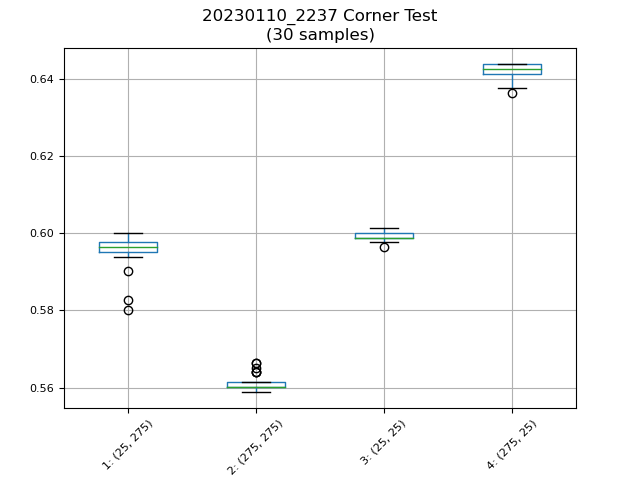 20230110_2237 Corner Test
(30 samples)
0.64
0.62
0.60
0.58
0.56
1: (25, 275)
2: (275, 275)
3: (25, 25)
4: (275, 25)